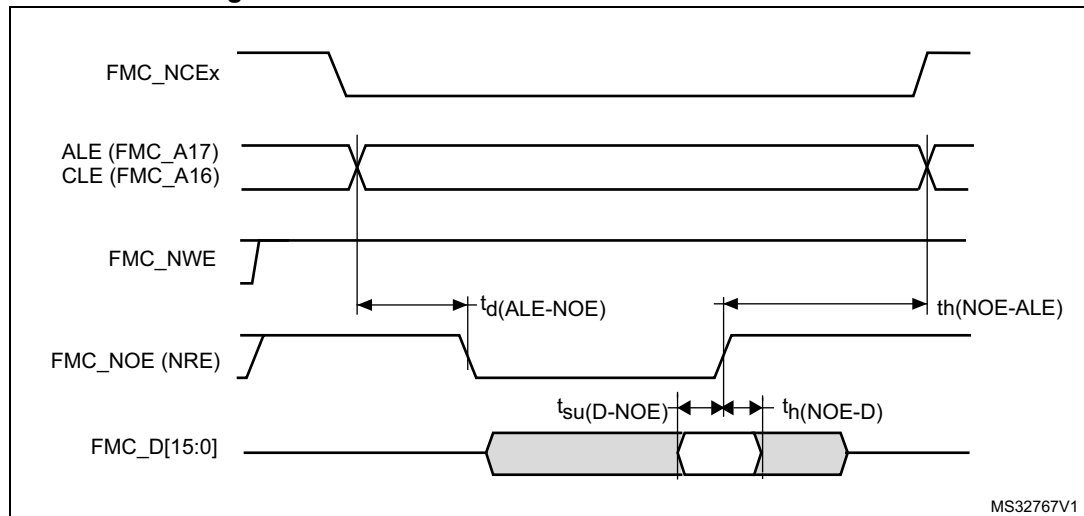 FMC_NCEx
ALE (FMC_A17)
CLE (FMC_A16)
FMC_NWE
td(ALE-NOE)
th(NOE-ALE)
FMC_NOE (NRE)
tsu(D-NOE)
th(NOE-D)
FMC_D[15:0]
MS32767V1